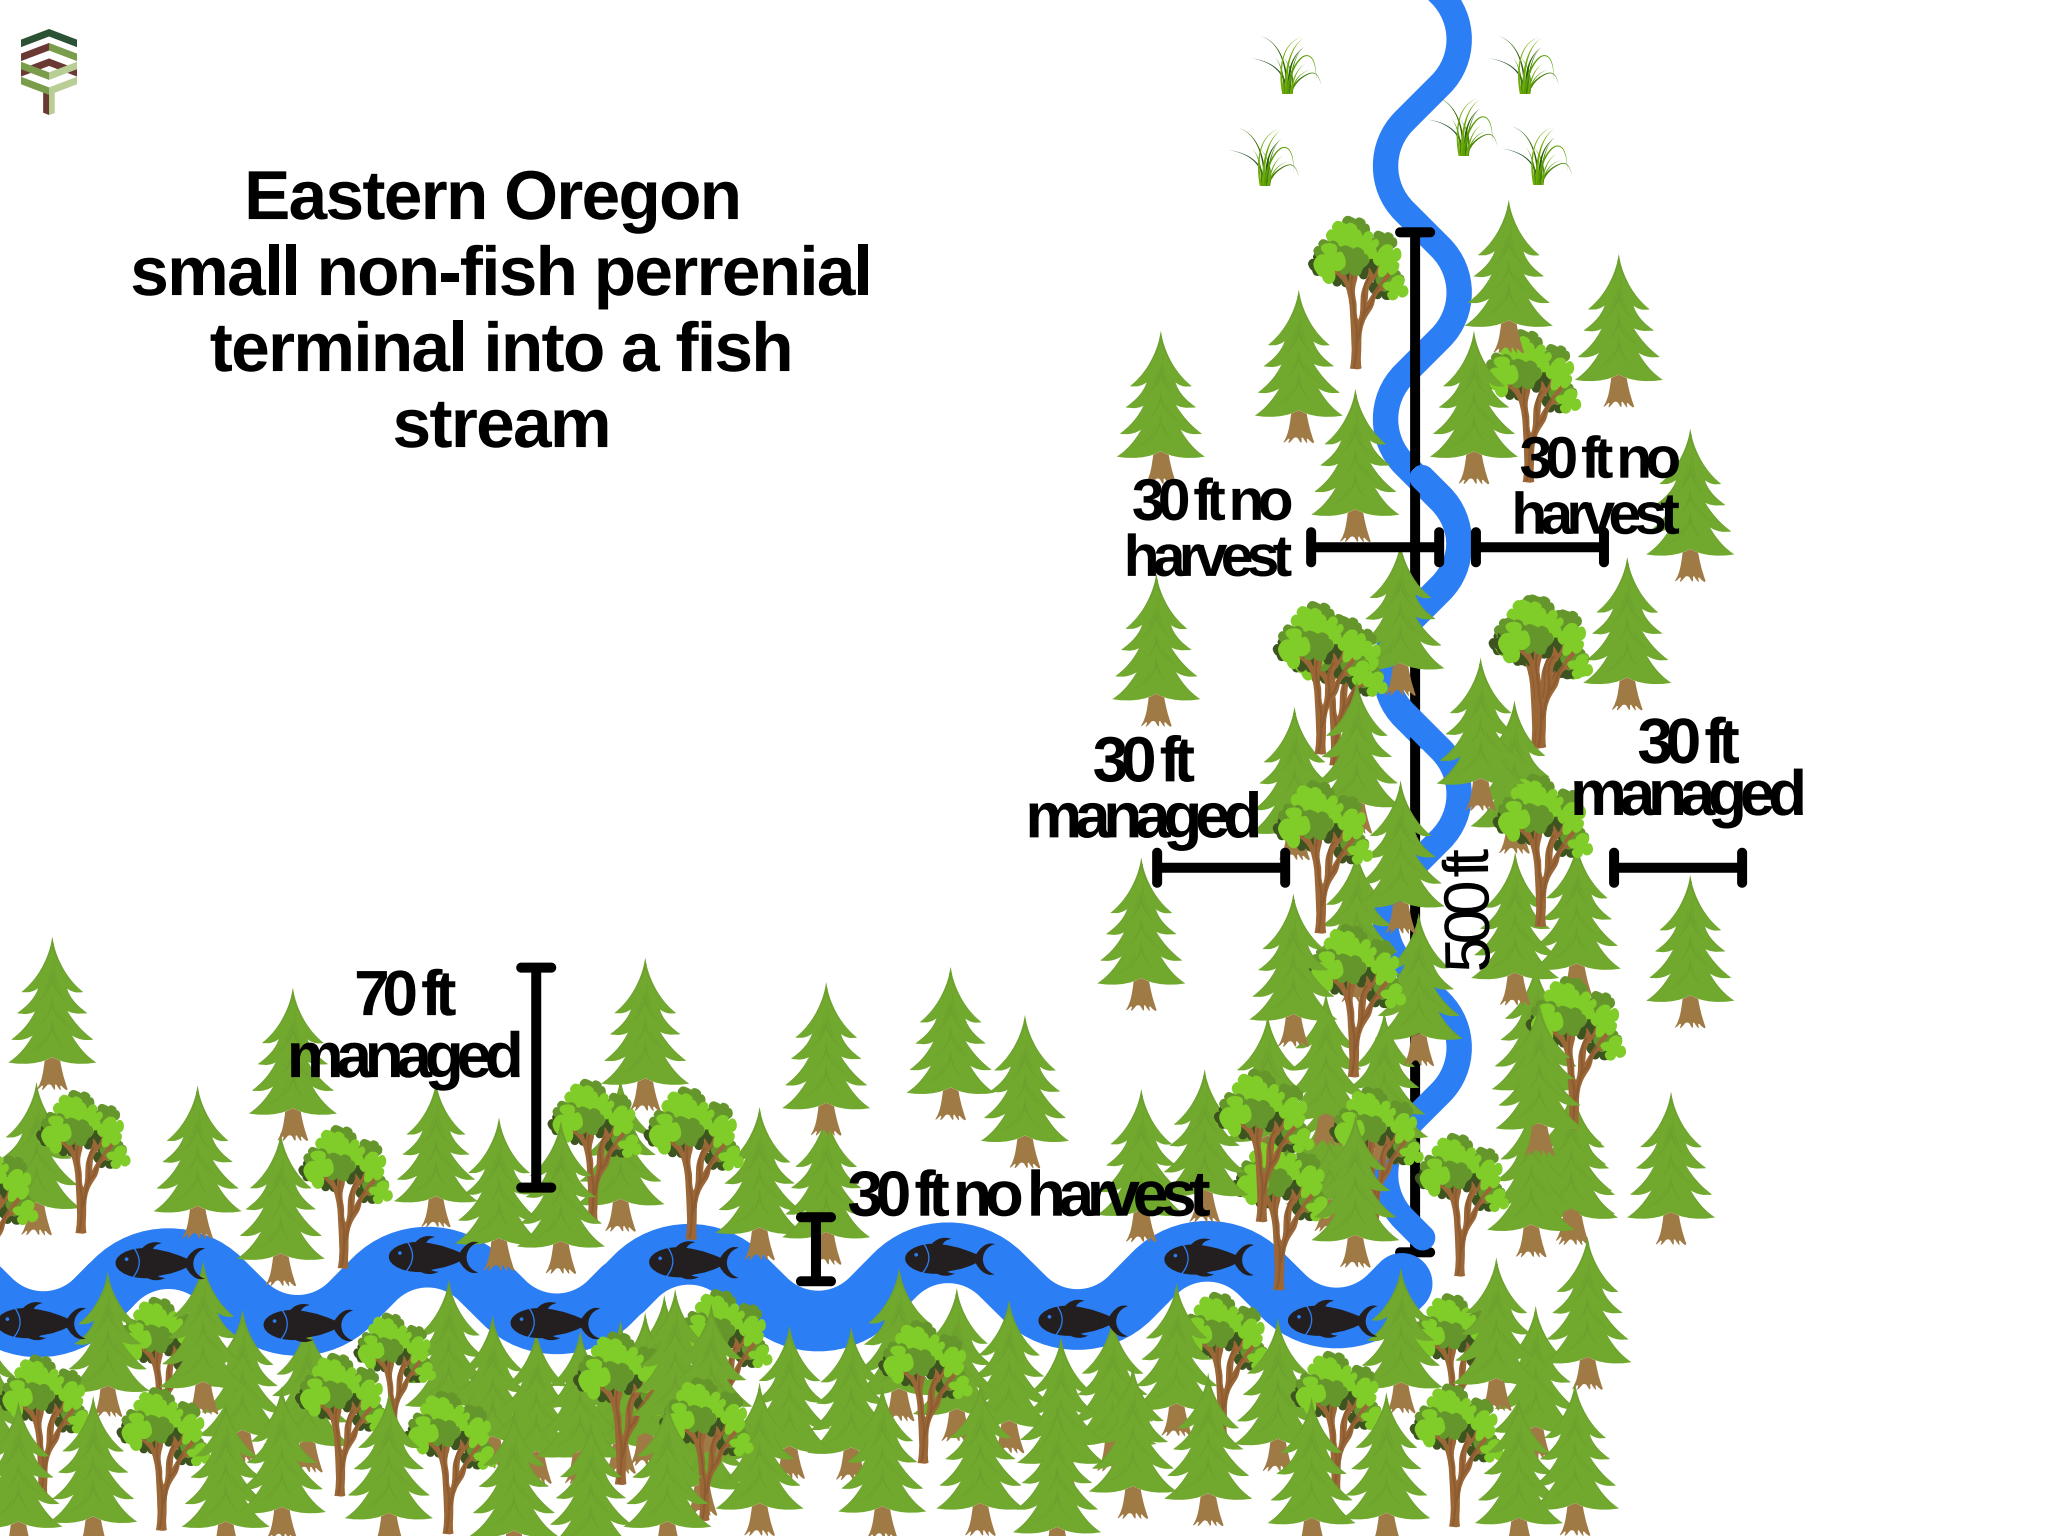 Eastern Oregon
small non-fish perrenial
terminal into a fish
stream
30 ft no
harvest
30 ft no
harvest
30 ft
managed
30 ft
managed
500 ft
70 ft
managed
30 ft no harvest